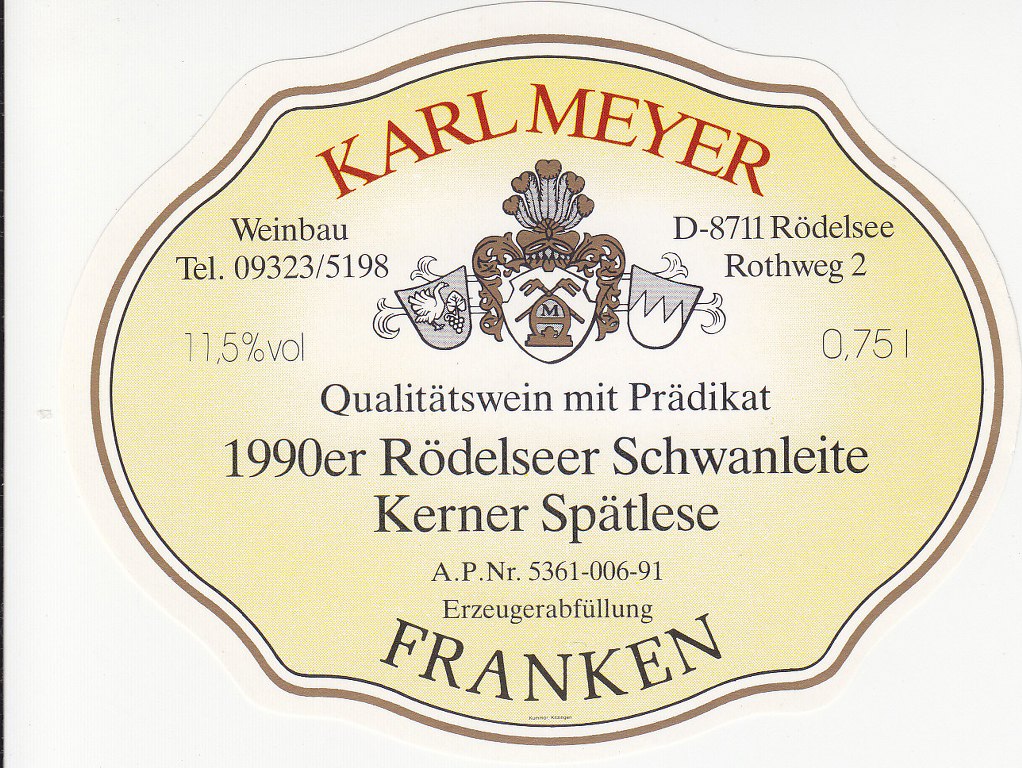 KARL MEYER
Weinbau
Tel. 09323/5198
D-8711 Rödelsee
Rothweg 2
M
11,5%vol
0,75 l
Qualitätswein mit Prädikat
1990er Rödelseer Schwanleite
Kerner Spätlese
A.P.Nr. 5361-006-91
Erzeugerabfüllung
FRANKEN